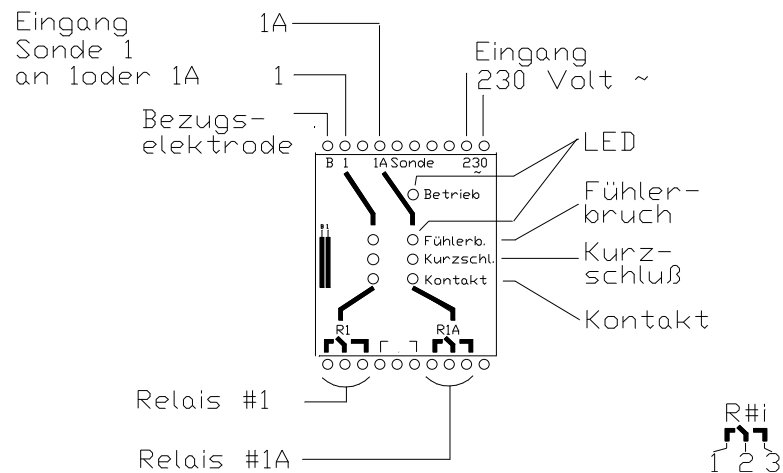 Eingang
Sonde 1
an 1oder 1A
1A
1
Bezugs-
elektrode
Eingang
230 Volt ~
B 1 1A Sonde 230
~
LED
Betrieb
Fühler-
bruch
B1
Fühlerb.
Kurzschl.
Kontakt
Kurz-
schluß
Kontakt
R1 R1A
Relais #1
Relais #1A
R#i
1 2 3